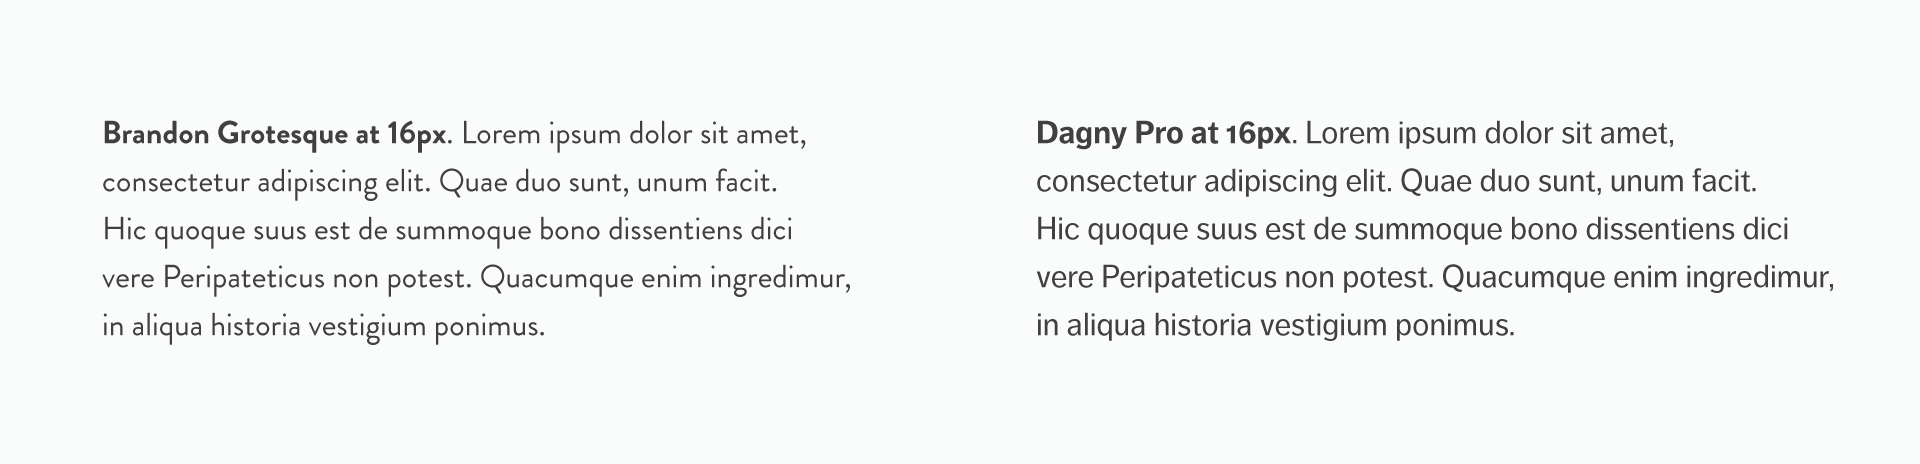 Brandon Grotesque at 16px. Lorem ipsum dolor sit amet,
consectetur adipiscing elit. Quae duo sunt, unum facit.
Hic quoque suus est de summoque bono dissentiens dici
vere Peripateticus non potest. Quacumque enim ingredimur,
in aliqua historia vestigium ponimus.
Dagny Pro at 16px. Lorem ipsum dolor sit amet,
consectetur adipiscing elit. Quae duo sunt, unum facit.
Hic quoque suus est de summoque bono dissentiens dici
vere Peripateticus non potest. Quacumque enim ingredimur,
in aliqua historia vestigium ponimus.